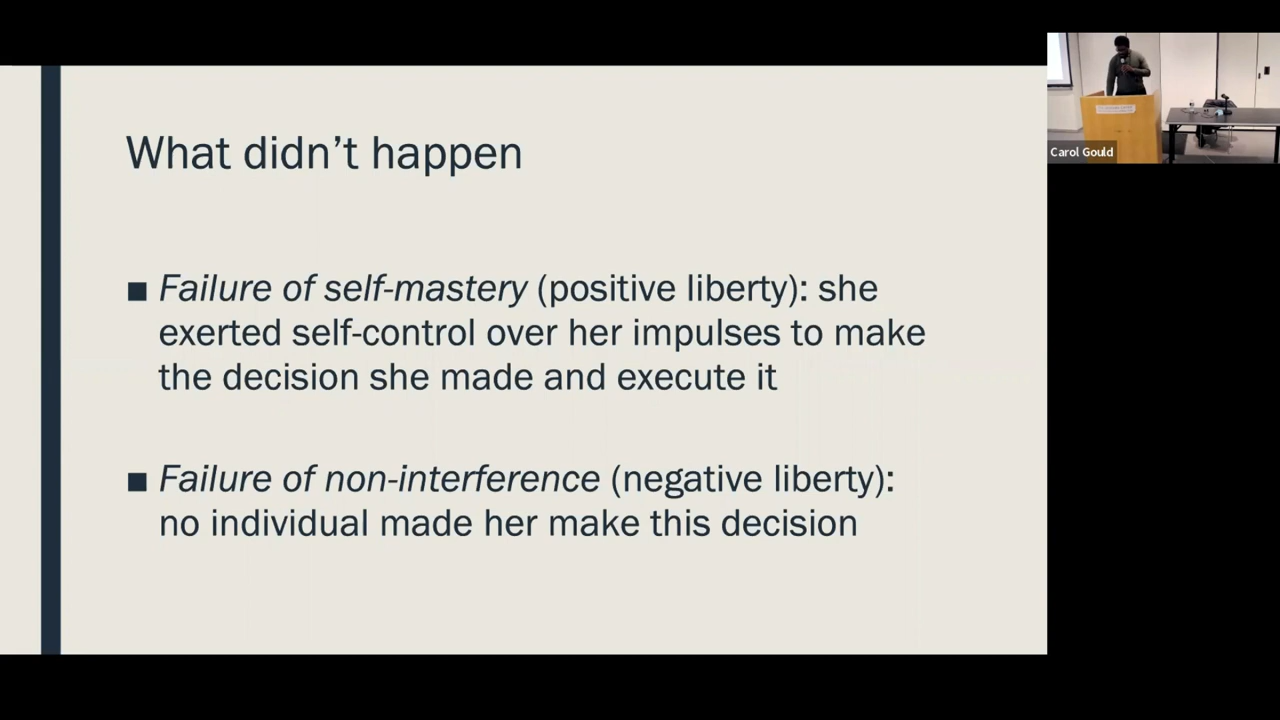 What didn’t happen
■ Failure of self-mastery (positive liberty): she
exerted self-control over her impulses to make
the decision she made and execute it
■ Failure of non-interference (negative liberty):
no individual made her make this decision
Carol Gould